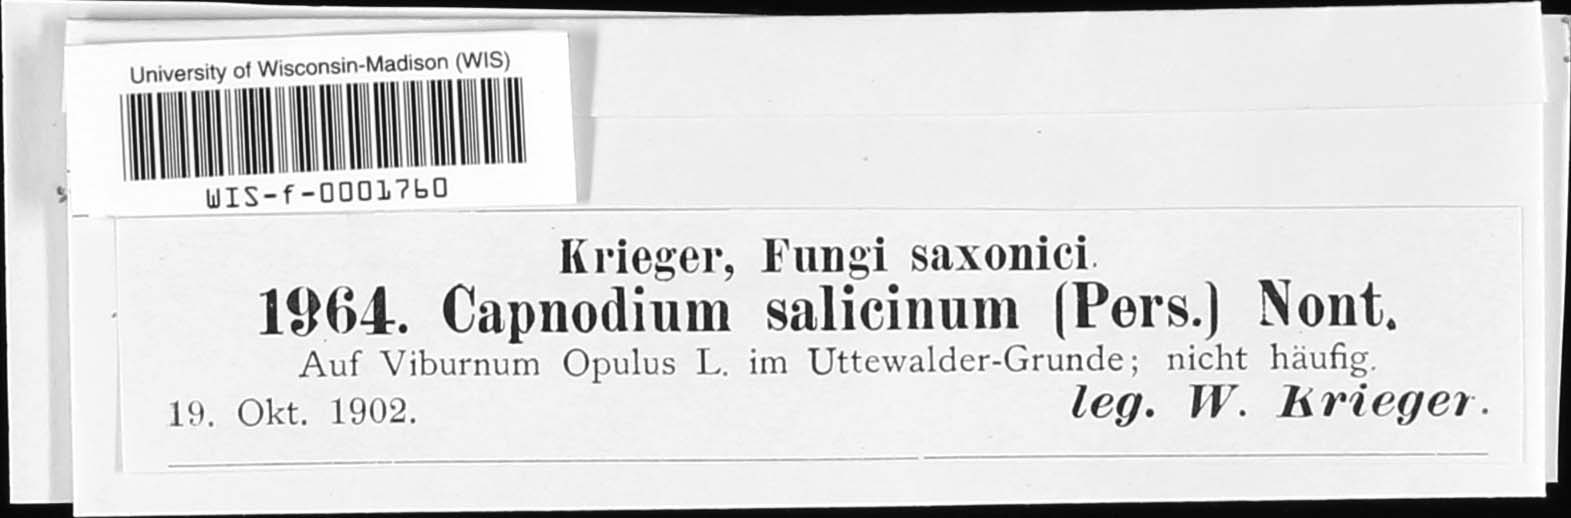 University of Wisconsin-Madison (WIS)
WIS-f-0001760
Krieger, Fungi saxonici.
1964. Capnodium salicinum (Pers.) Nont.
Auf Viburnum Opulus L. im Uttewalder-Grunde; nicht häufig.
19. Okt. 1902.
leg. W. Krieger.